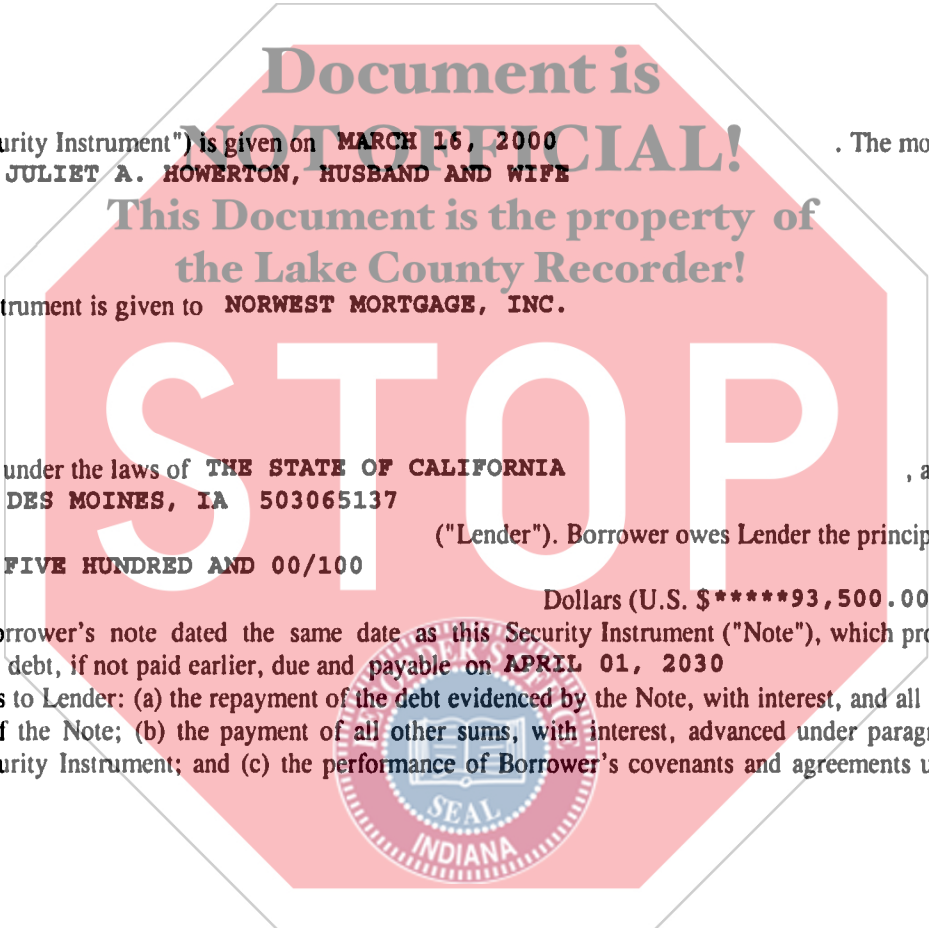 Document is
urity Instrument") is given on MARCH 16, 2000 . The mo
NOT OFFICIAL!
JULIET A. HOWERTON, HUSBAND AND WIFE
This Document is the property of
the Lake County Recorder!
trument is given to NORWEST MORTGAGE, INC.
STOP
under the laws of THE STATE OF CALIFORNIA , a
DES MOINES, IA 503065137
("Lender"). Borrower owes Lender the princip
FIVE HUNDRED AND 00/100
Dollars (U.S. $*****93,500.00
orrower's note dated the same date as this Security Instrument ("Note"), which pro
debt, if not paid earlier, due and payable on APRIL 01, 2030
s to Lender: (a) the repayment of the debt evidenced by the Note, with interest, and all
f the Note; (b) the payment of all other sums, with interest, advanced under paragr
urity Instrument; and (c) the performance of Borrower's covenants and agreements u
RECORDER'S OFFICE
SEAL
INDIANA